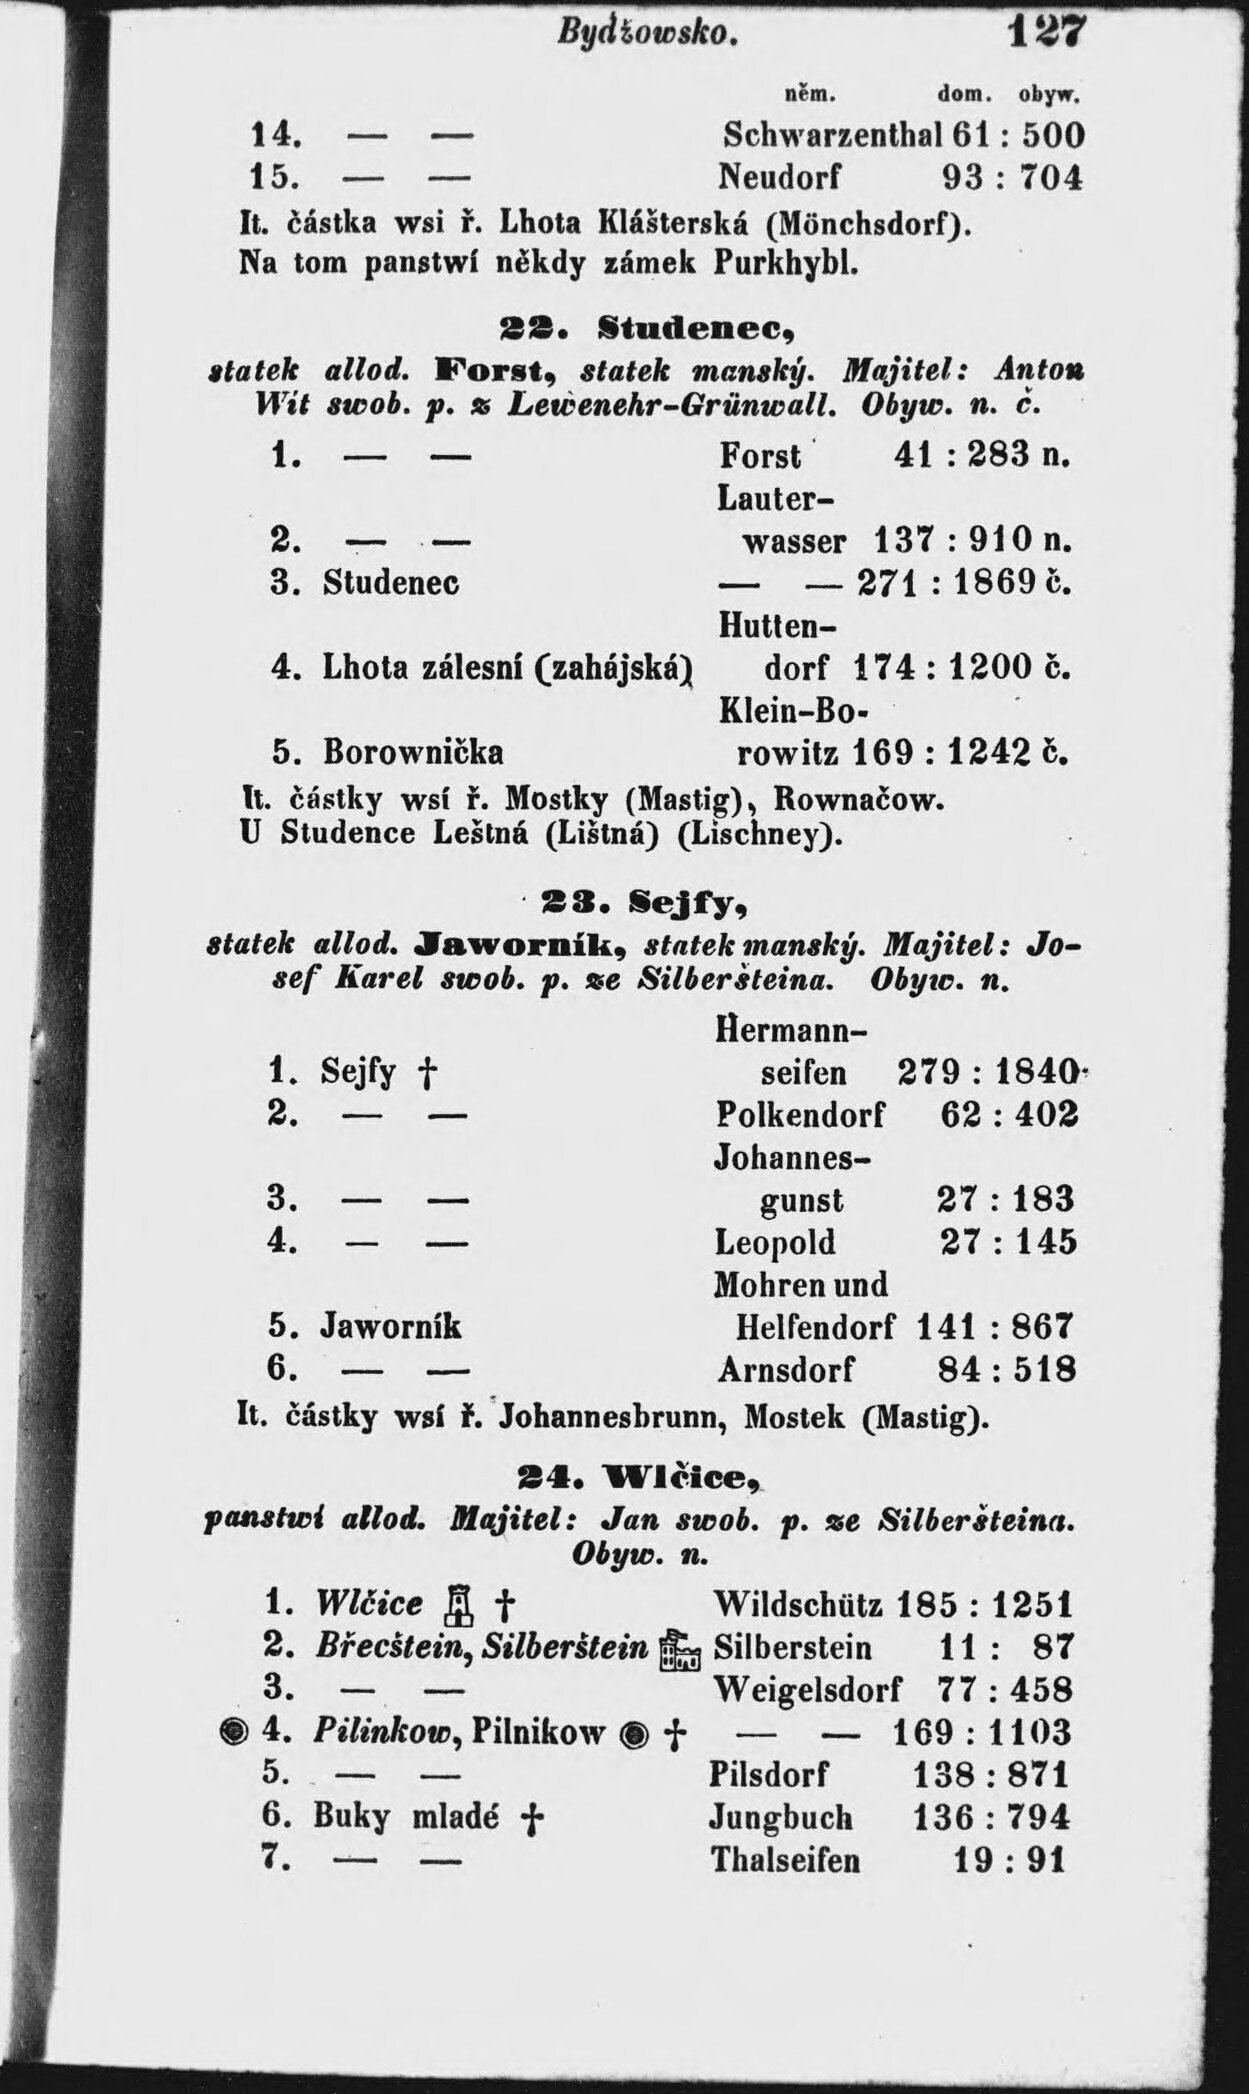 Bydžowsko. 127
něm. dom. obyw.
14. — — Schwarzenthal 61 : 500
15. — — Neudorf 93 : 704
It. částka wsi ř. Lhota Klášterská (Mönchsdorf).
Na tom panstwí někdy zámek Purkhybl.
22. Studenec,
statek allod. Forst, statek manský. Majitel: Anton
Wit swob. p. z Lewenehr-Grünwall. Obyw. n. č.
1. — — Forst 41 : 283 n.
Lauter-
2. — — wasser 137 : 910 n.
3. Studenec — — 271 : 1869 č.
Hutten-
4. Lhota zálesní (zahájská) dorf 174 : 1200 č.
Klein-Bo-
5. Borownička rowitz 169 : 1242 č.
It. částky wsí ř. Mostky (Mastig), Rownačow.
U Studence Leštná (Lištná) (Lischney).
23. Sejfy,
statek allod. Jaworník, statek manský. Majitel: Jo-
sef Karel swob. p. ze Silberšteina. Obyw. n.
Hermann-
1. Sejfy † seifen 279 : 1840
2. — — Polkendorf 62 : 402
Johannes-
3. — — gunst 27 : 183
4. — — Leopold 27 : 145
Mohren und
5. Jaworník Helfendorf 141 : 867
6. — — Arnsdorf 84 : 518
It. částky wsí ř. Johannesbrunn, Mostek (Mastig).
24. Wlčice,
panstwí allod. Majitel: Jan swob. p. ze Silberšteina.
Obyw. n.
1. Wlčice † Wildschütz 185 : 1251
2. Břecštein, Silberštein Silberstein 11 : 87
3. — — Weigelsdorf 77 : 458
◉ 4. Pilinkow, Pilnikow ◉ † — — 169 : 1103
5. — — Pilsdorf 138 : 871
6. Buky mladé † Jungbuch 136 : 794
7. — — Thalseifen 19 : 91